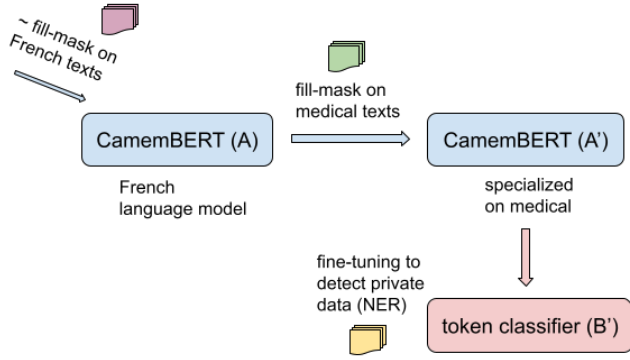 ~ fill-mask on
French texts
fill-mask on
medical texts
CamemBERT (A)
CamemBERT (A’)
French
language model
specialized
on medical
fine-tuning to
detect private
data (NER)
token classifier (B’)